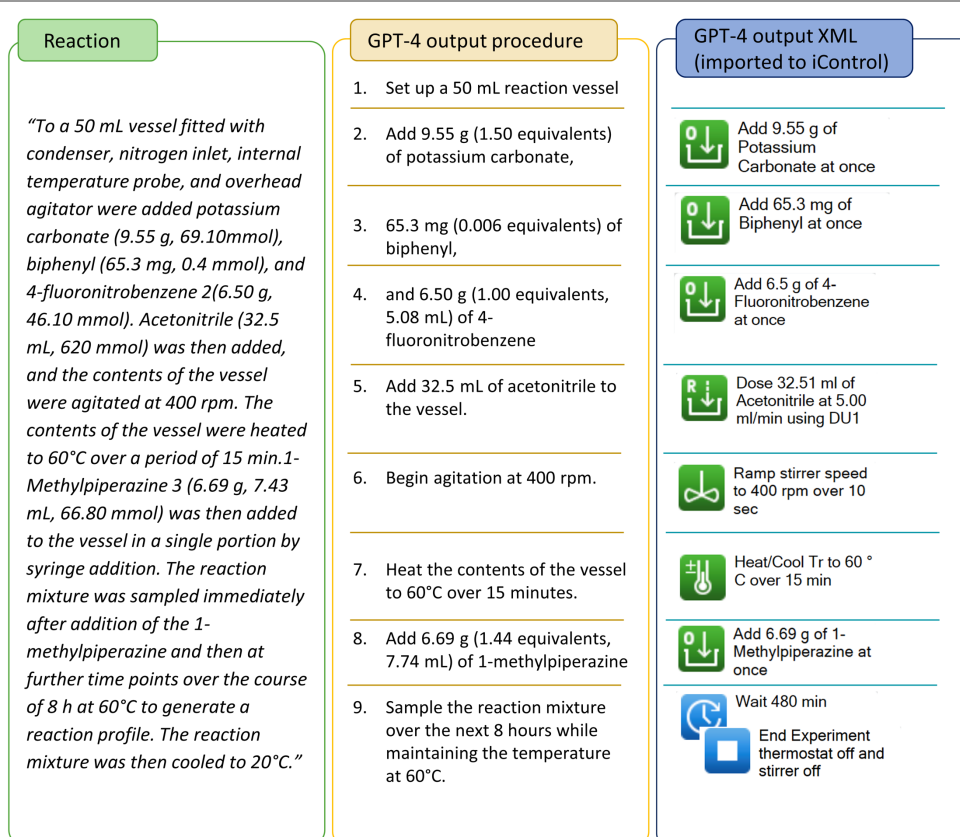 Reaction
“To a 50 mL vessel fitted with
condenser, nitrogen inlet, internal
temperature probe, and overhead
agitator were added potassium
carbonate (9.55 g, 69.10mmol),
biphenyl (65.3 mg, 0.4 mmol), and
4-fluoronitrobenzene 2(6.50 g,
46.10 mmol). Acetonitrile (32.5
mL, 620 mmol) was then added,
and the contents of the vessel
were agitated at 400 rpm. The
contents of the vessel were heated
to 60°C over a period of 15 min.1-
Methylpiperazine 3 (6.69 g, 7.43
mL, 66.80 mmol) was then added
to the vessel in a single portion by
syringe addition. The reaction
mixture was sampled immediately
after addition of the 1-
methylpiperazine and then at
further time points over the course
of 8 h at 60°C to generate a
reaction profile. The reaction
mixture was then cooled to 20°C.”
GPT-4 output procedure
1. Set up a 50 mL reaction vessel
2. Add 9.55 g (1.50 equivalents)
of potassium carbonate,
3. 65.3 mg (0.006 equivalents) of
biphenyl,
4. and 6.50 g (1.00 equivalents,
5.08 mL) of 4-
fluoronitrobenzene
5. Add 32.5 mL of acetonitrile to
the vessel.
6. Begin agitation at 400 rpm.
7. Heat the contents of the vessel
to 60°C over 15 minutes.
8. Add 6.69 g (1.44 equivalents,
7.74 mL) of 1-methylpiperazine
9. Sample the reaction mixture
over the next 8 hours while
maintaining the temperature
at 60°C.
GPT-4 output XML
(imported to iControl)
0
Add 9.55 g of
Potassium
Carbonate at once
0
Add 65.3 mg of
Biphenyl at once
0
Add 6.5 g of 4-
Fluoronitrobenzene
at once
R
Dose 32.51 ml of
Acetonitrile at 5.00
ml/min using DU1
Ramp stirrer speed
to 400 rpm over 10
sec
±
Heat/Cool Tr to 60 °
C over 15 min
0
Add 6.69 g of 1-
Methylpiperazine at
once
Wait 480 min
End Experiment
thermostat off and
stirrer off